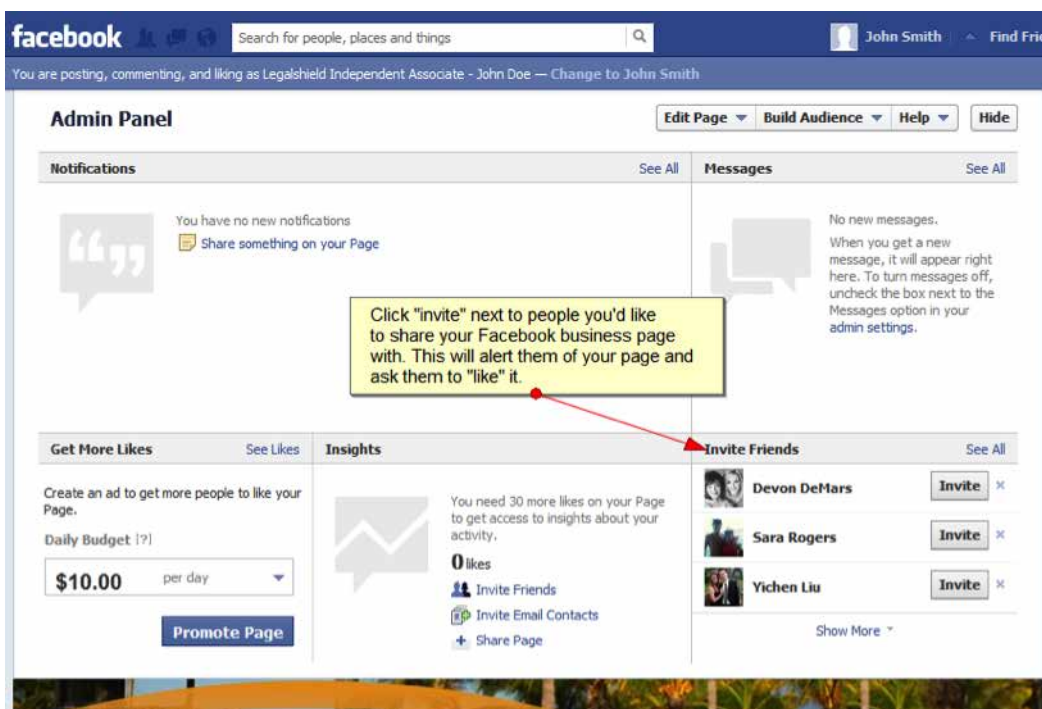 facebook
Search for people, places and things
John Smith
Find Frie
You are posting, commenting, and liking as Legalshield Independent Associate - John Doe — Change to John Smith
Admin Panel
Edit Page
Build Audience
Help
Hide
Notifications
See All
You have no new notifications
Share something on your Page
Messages
See All
No new messages.
When you get a new
message, it will appear right
here. To turn messages off,
uncheck the box next to the
Messages option in your
admin settings.
Click "invite" next to people you'd like
to share your Facebook business page
with. This will alert them of your page and
ask them to "like" it.
Get More Likes
See Likes
Create an ad to get more people to like your
Page.
Daily Budget [?]
$10.00 per day
Promote Page
Insights
You need 30 more likes on your Page
to get access to insights about your
activity.
0 likes
Invite Friends
Invite Email Contacts
Share Page
Invite Friends
See All
Devon DeMars
Invite ×
Sara Rogers
Invite ×
Yichen Liu
Invite ×
Show More